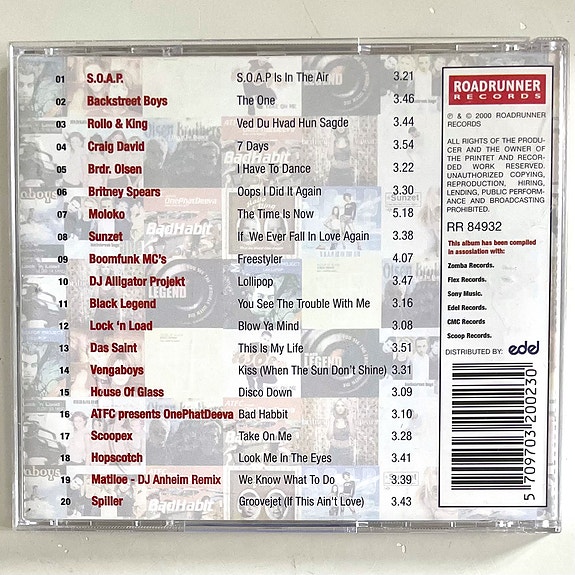 01 S.O.A.P. S.O.A.P Is In The Air 3.21
02 Backstreet Boys The One 3.46
03 Rollo & King Ved Du Hvad Hun Sagde 3.44
04 Craig David 7 Days 3.54
05 Brdr. Olsen I Have To Dance 3.22
06 Britney Spears Oops I Did It Again 3.30
07 Moloko The Time Is Now 5.18
08 Sunzet If We Ever Fall In Love Again 3.38
09 Boomfunk MC's Freestyler 4.07
10 DJ Alligator Projekt Lollipop 3.47
11 Black Legend You See The Trouble With Me 3.16
12 Lock 'n Load Blow Ya Mind 3.08
13 Das Saint This Is My Life 3.51
14 Vengaboys Kiss (When The Sun Don't Shine) 3.31
15 House Of Glass Disco Down 3.09
16 ATFC presents OnePhatDeeva Bad Habbit 3.10
17 Scoopex Take On Me 3.28
18 Hopscotch Look Me In The Eyes 3.41
19 Matiloe - DJ Anheim Remix We Know What To Do 3.39
20 Spiller Groovejet (If This Ain't Love) 3.43
ROADRUNNER
RECORDS
℗ & © 2000 ROADRUNNER
RECORDS
ALL RIGHTS OF THE PRODU-
CER AND THE OWNER OF
THE PRINTET AND RECOR-
DED WORK RESERVED.
UNAUTHORIZED COPYING,
REPRODUCTION, HIRING,
LENDING, PUBLIC PERFORM-
ANCE AND BROADCASTING
PROHIBITED.
RR 84932
This album has been compiled
in assosiation with:
Zomba Records.
Flex Records.
Sony Music.
Edel Records.
CMC Records
Scoop Records.
DISTRIBUTED BY: edel
5 709703 200230
OnePhatDeeva
BadHabit
LEGEND
Sunzet
BadHabit